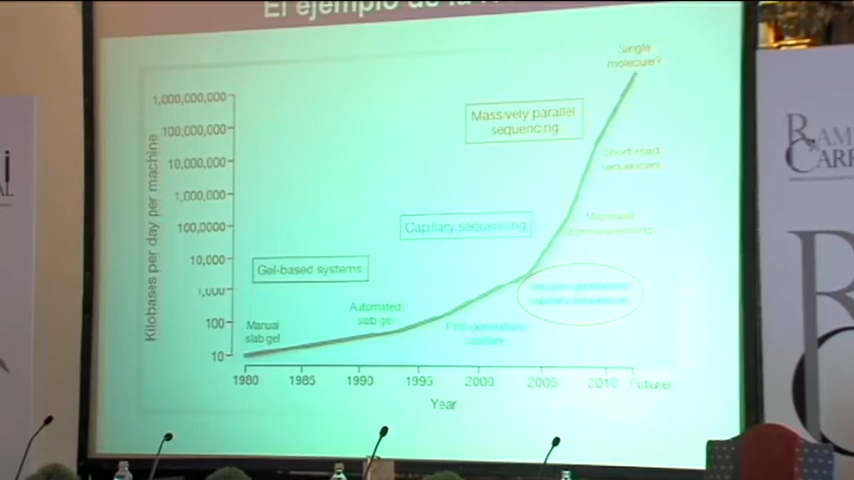 El ejemplo de la
Single
molecule?
1,000,000,000
Massively parallel
sequencing
100,000,000
Short-read
sequencers
10,000,000
1,000,000
Microwell
pyrosequencing
100,0000
Capillary sequencing
10,000
Gel-based systems
1,000
capillary sequencers
Automated
slab gel
100
Manual
slab gel
First-generation
capillary
10
Kilobases per day per machine
1980
1985
1990
1995
2000
2005
2010
Future
Year
RAM
CARR
R